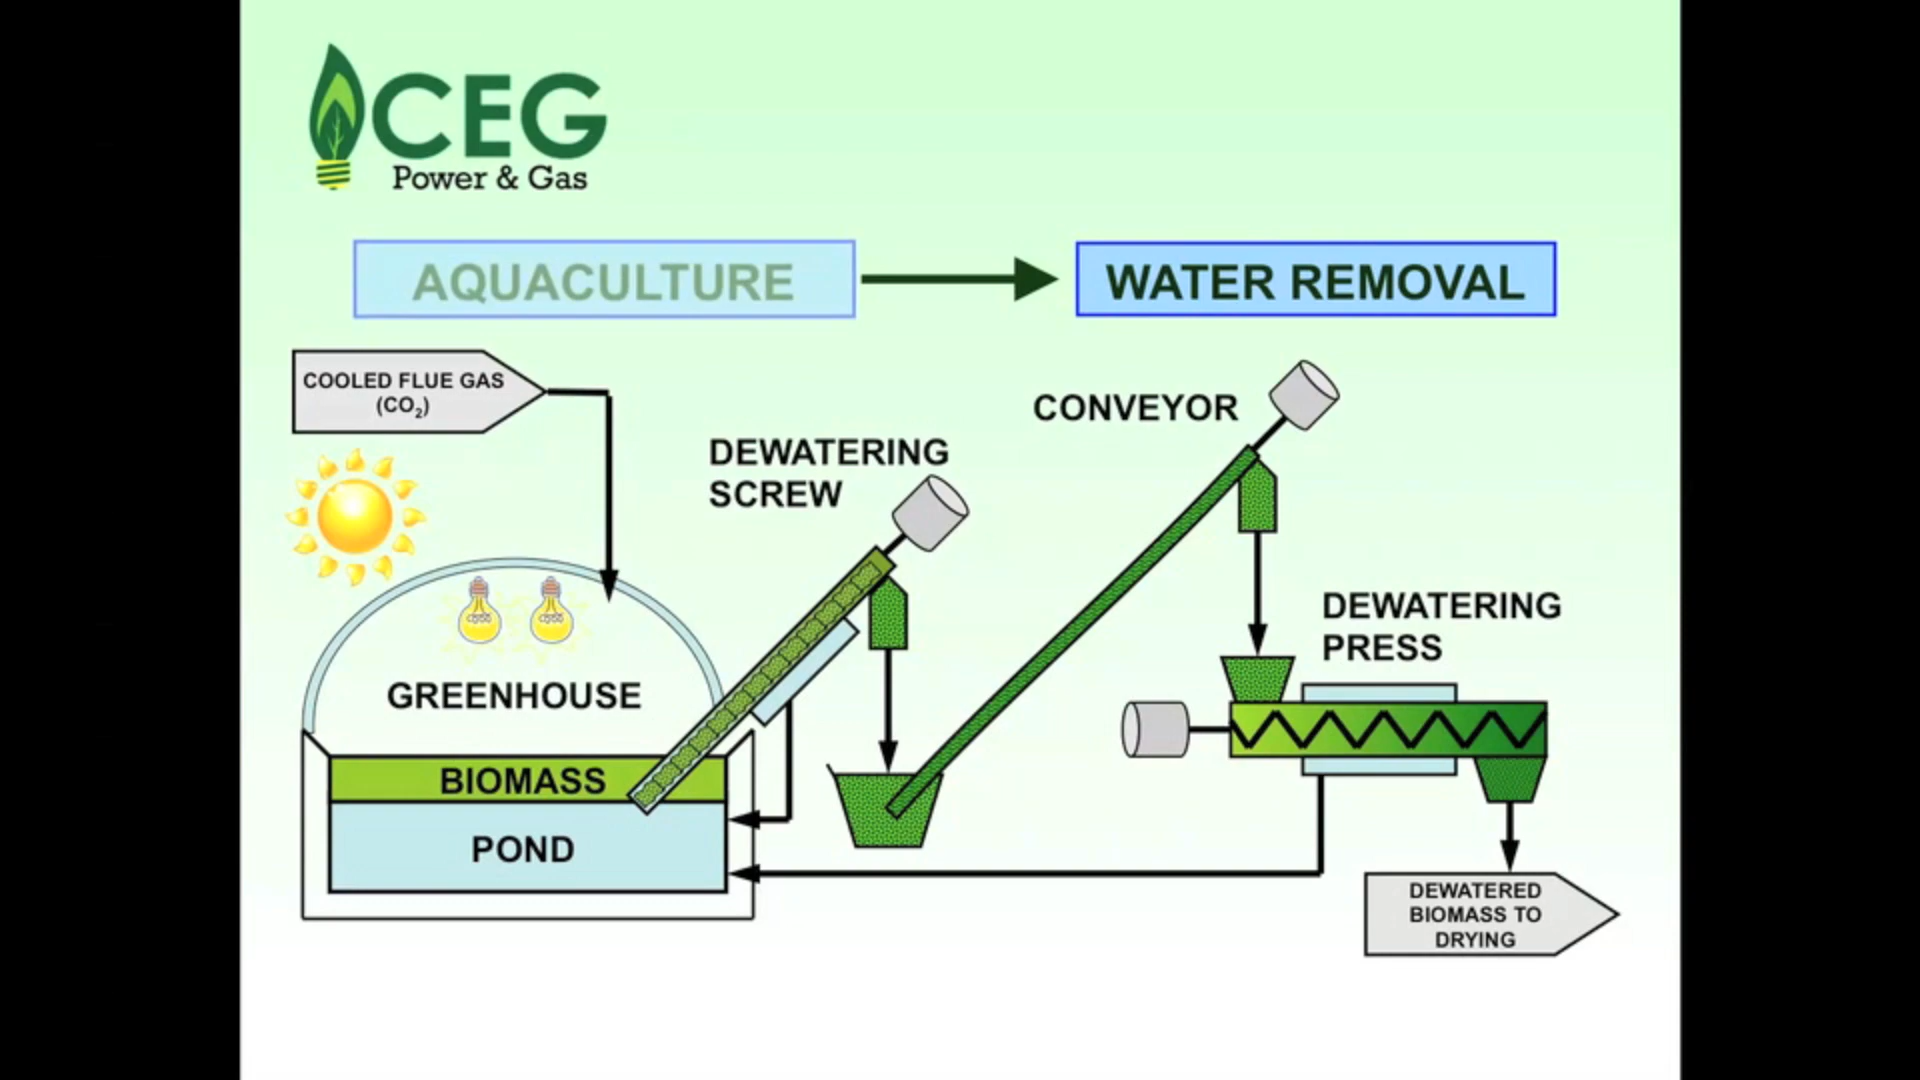 CEG
Power & Gas
AQUACULTURE
WATER REMOVAL
COOLED FLUE GAS
(CO₂)
CONVEYOR
DEWATERING
SCREW
DEWATERING
PRESS
GREENHOUSE
BIOMASS
POND
DEWATERED
BIOMASS TO
DRYING